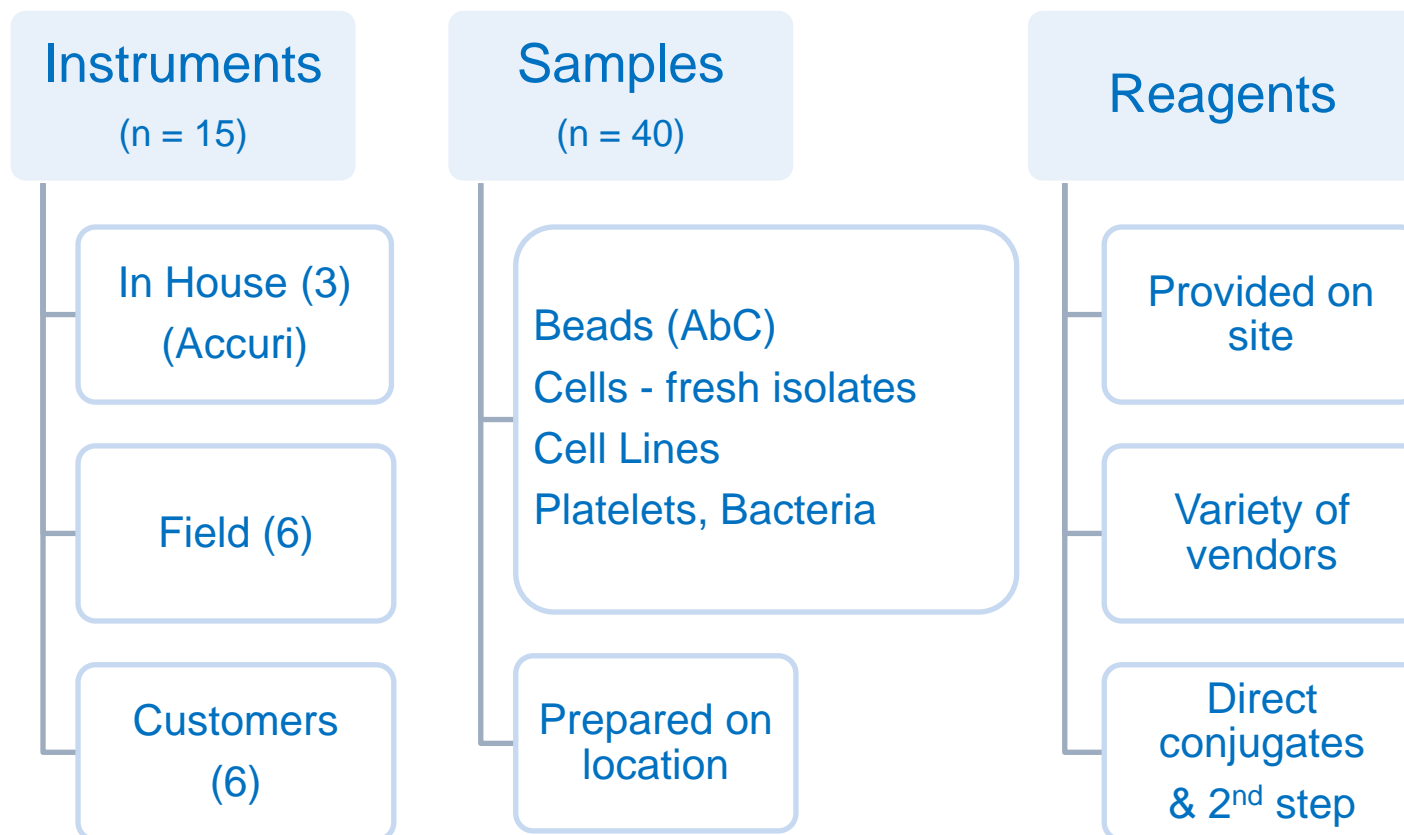 Instruments
(n = 15)
In House (3)
(Accuri)
Field (6)
Customers
(6)
Samples
(n = 40)
Beads (AbC)
Cells - fresh isolates
Cell Lines
Platelets, Bacteria
Prepared on
location
Reagents
Provided on
site
Variety of
vendors
Direct
conjugates
& 2nd step